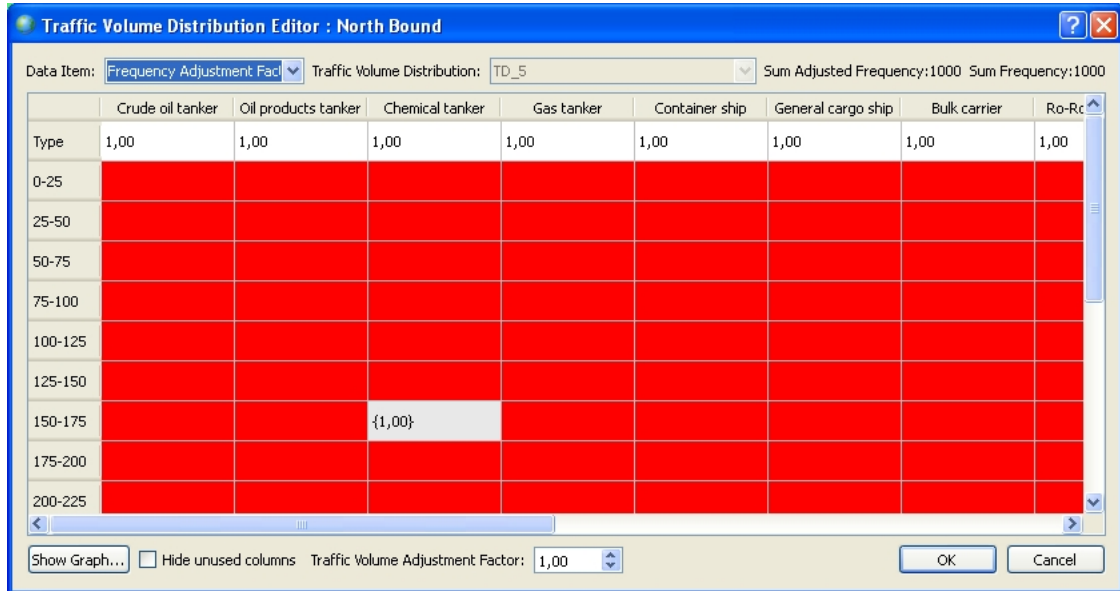 Traffic Volume Distribution Editor : North Bound
Data Item: Frequency Adjustment Fact Traffic Volume Distribution: TD_5 Sum Adjusted Frequency:1000 Sum Frequency:1000
Crude oil tanker Oil products tanker Chemical tanker Gas tanker Container ship General cargo ship Bulk carrier Ro-Ro
Type 1,00 1,00 1,00 1,00 1,00 1,00 1,00 1,00
0-25
25-50
50-75
75-100
100-125
125-150
150-175 {1,00}
175-200
200-225
Show Graph... Hide unused columns Traffic Volume Adjustment Factor: 1,00 OK Cancel